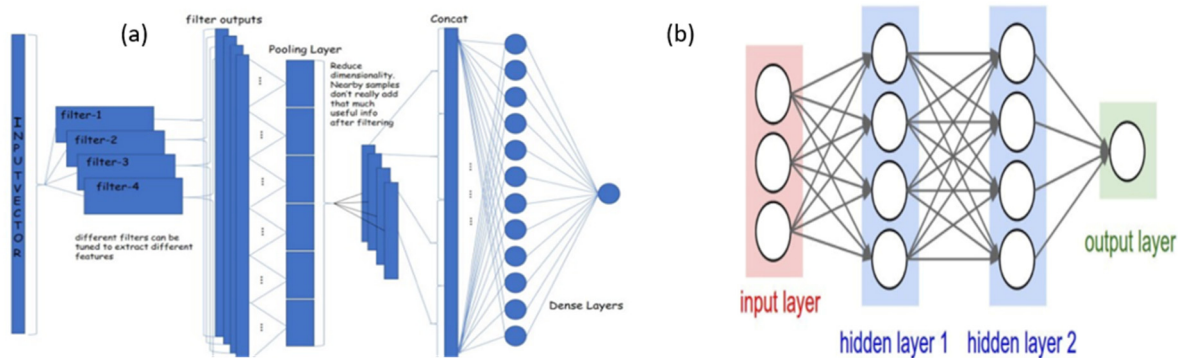 (a)
INPUTVECTOR
filter-1
filter-2
filter-3
filter-4
different filters can be
tuned to extract different
features
filter outputs
Pooling Layer
Reduce
dimensionality.
Nearby samples
don't really add
that much
useful info
after filtering
Concat
Dense Layers
(b)
input layer
hidden layer 1
hidden layer 2
output layer